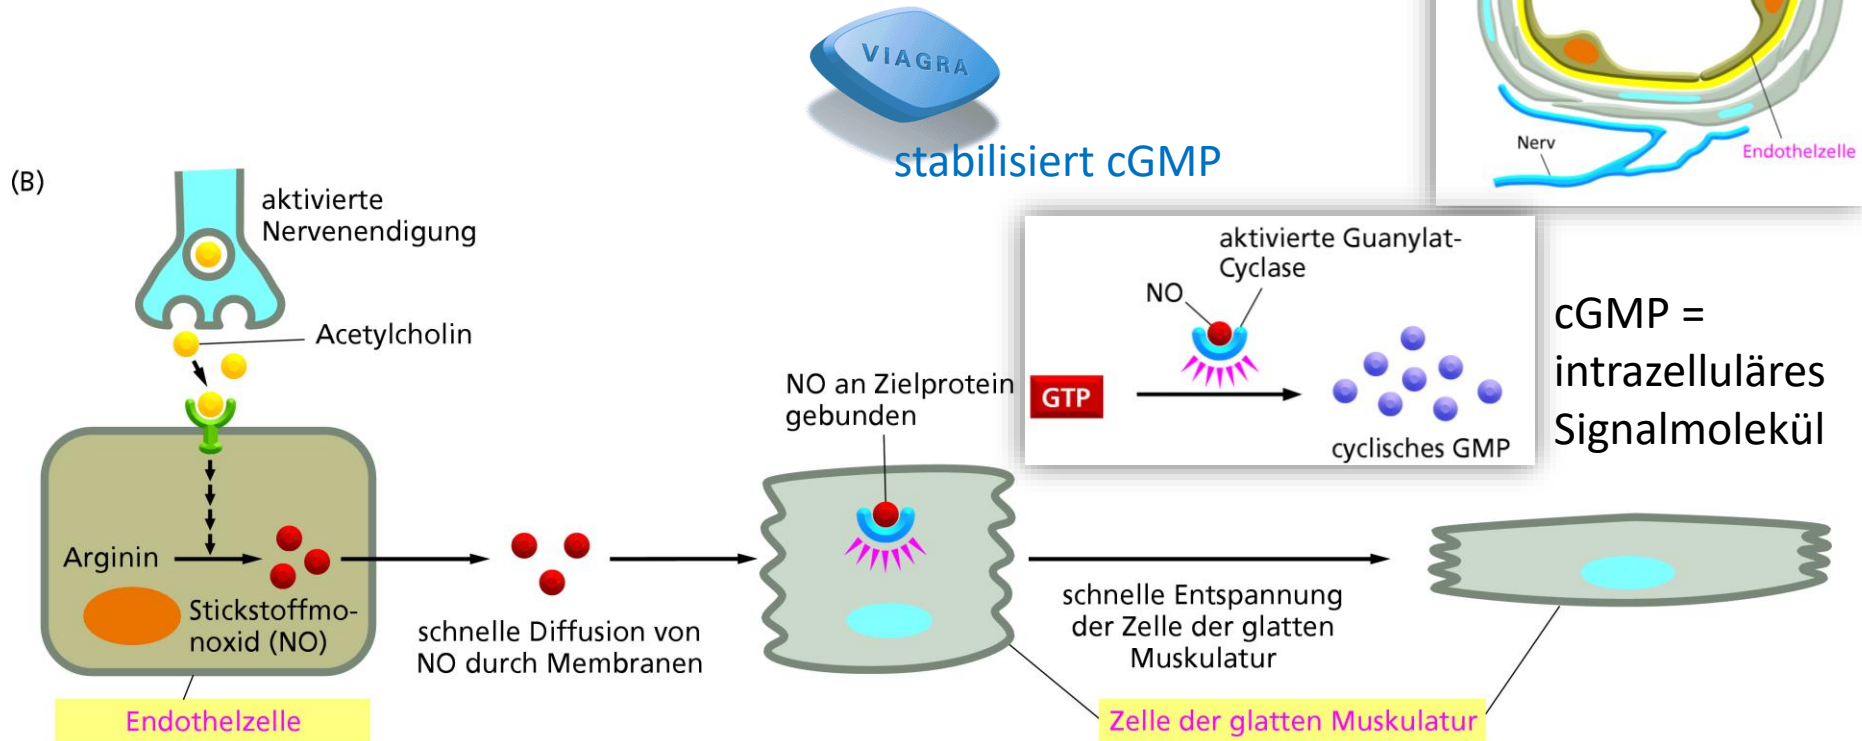 VIAGRA
stabilisiert cGMP
Nerv
Endothelzelle
(B)
aktivierte
Nervenendigung
Acetylcholin
aktivierte Guanylat-
Cyclase
NO
GTP
cyclisches GMP
cGMP =
intrazelluläres
Signalmolekül
NO an Zielprotein
gebunden
Arginin
Stickstoffmo-
noxid (NO)
schnelle Diffusion von
NO durch Membranen
schnelle Entspannung
der Zelle der glatten
Muskulatur
Endothelzelle
Zelle der glatten Muskulatur